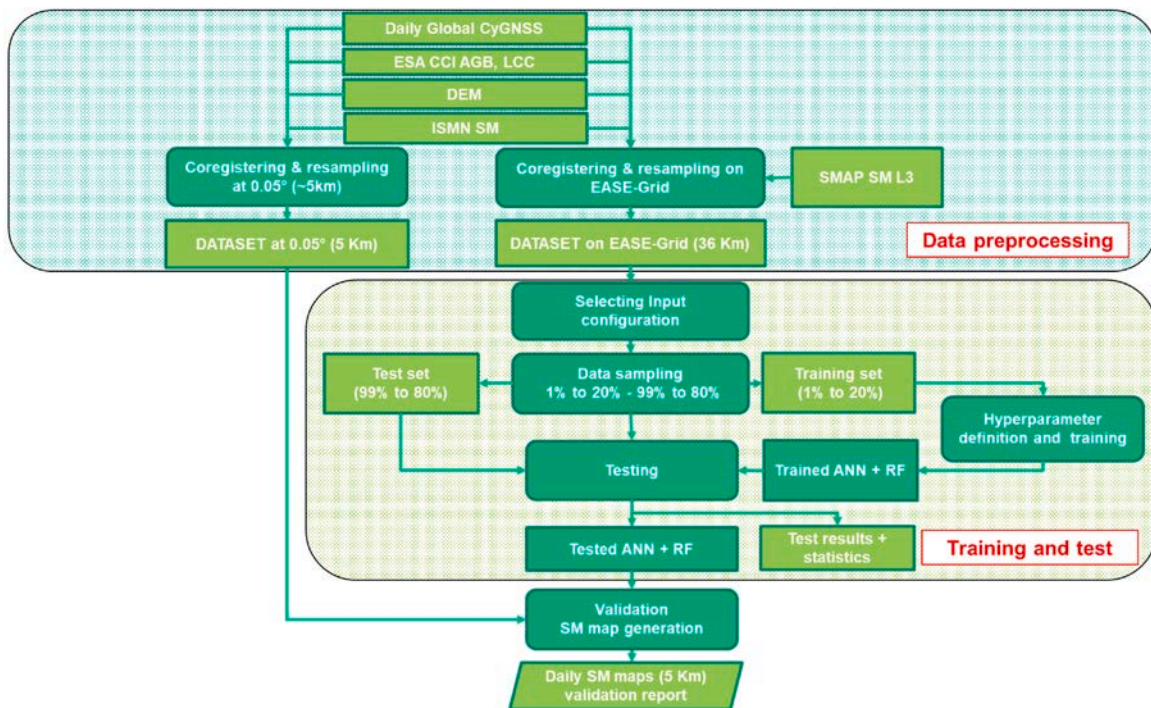 Daily Global CyGNSS
ESA CCI AGB, LCC
DEM
ISMN SM
Coregistering & resampling
at 0.05° (~5km)
Coregistering & resampling on
EASE-Grid
SMAP SM L3
DATASET at 0.05° (5 Km)
DATASET on EASE-Grid (36 Km)
Data preprocessing
Selecting Input
configuration
Test set
(99% to 80%)
Data sampling
1% to 20% - 99% to 80%
Training set
(1% to 20%)
Hyperparameter
definition and training
Testing
Trained ANN + RF
Tested ANN + RF
Test results +
statistics
Training and test
Validation
SM map generation
Daily SM maps (5 Km)
validation report